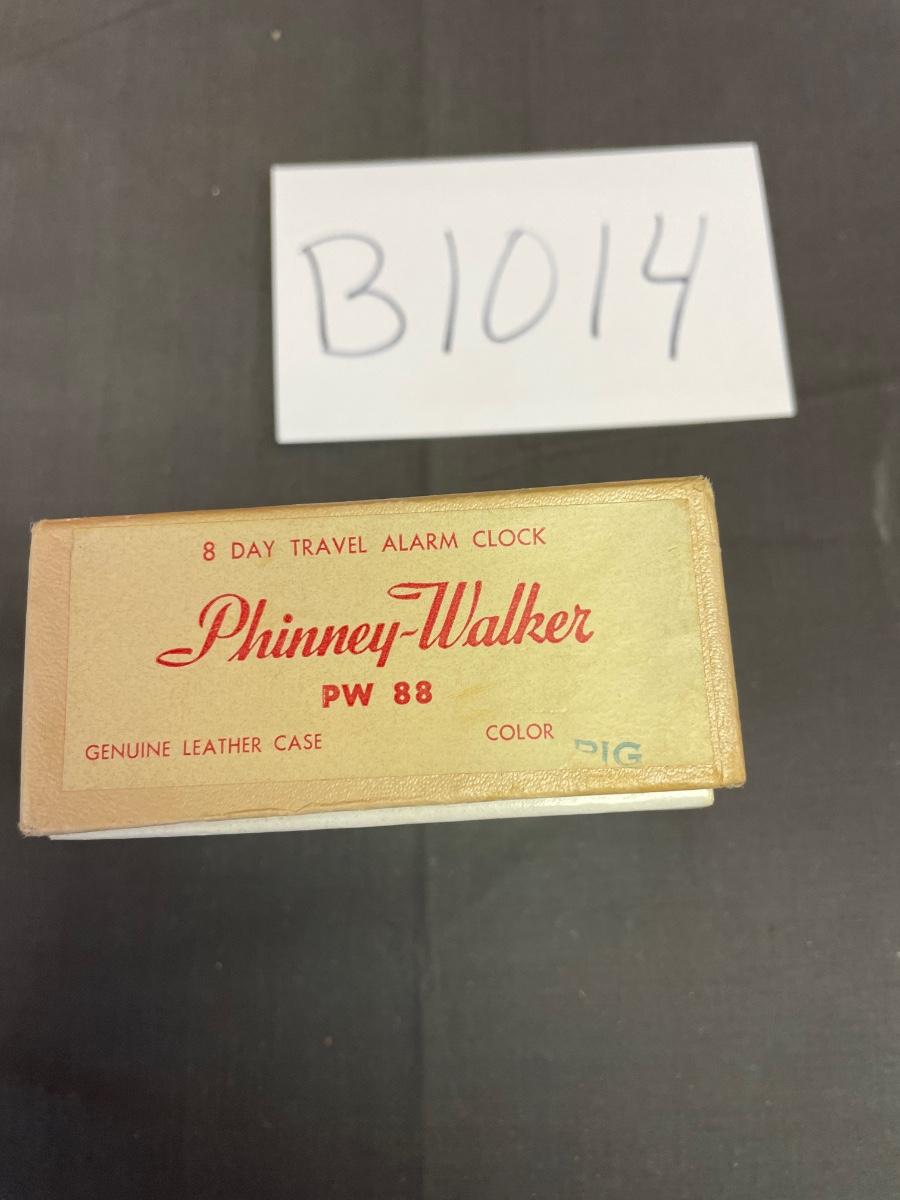 B1014
8 DAY TRAVEL ALARM CLOCK
Phinney-Walker
PW 88
GENUINE LEATHER CASE COLOR PIG